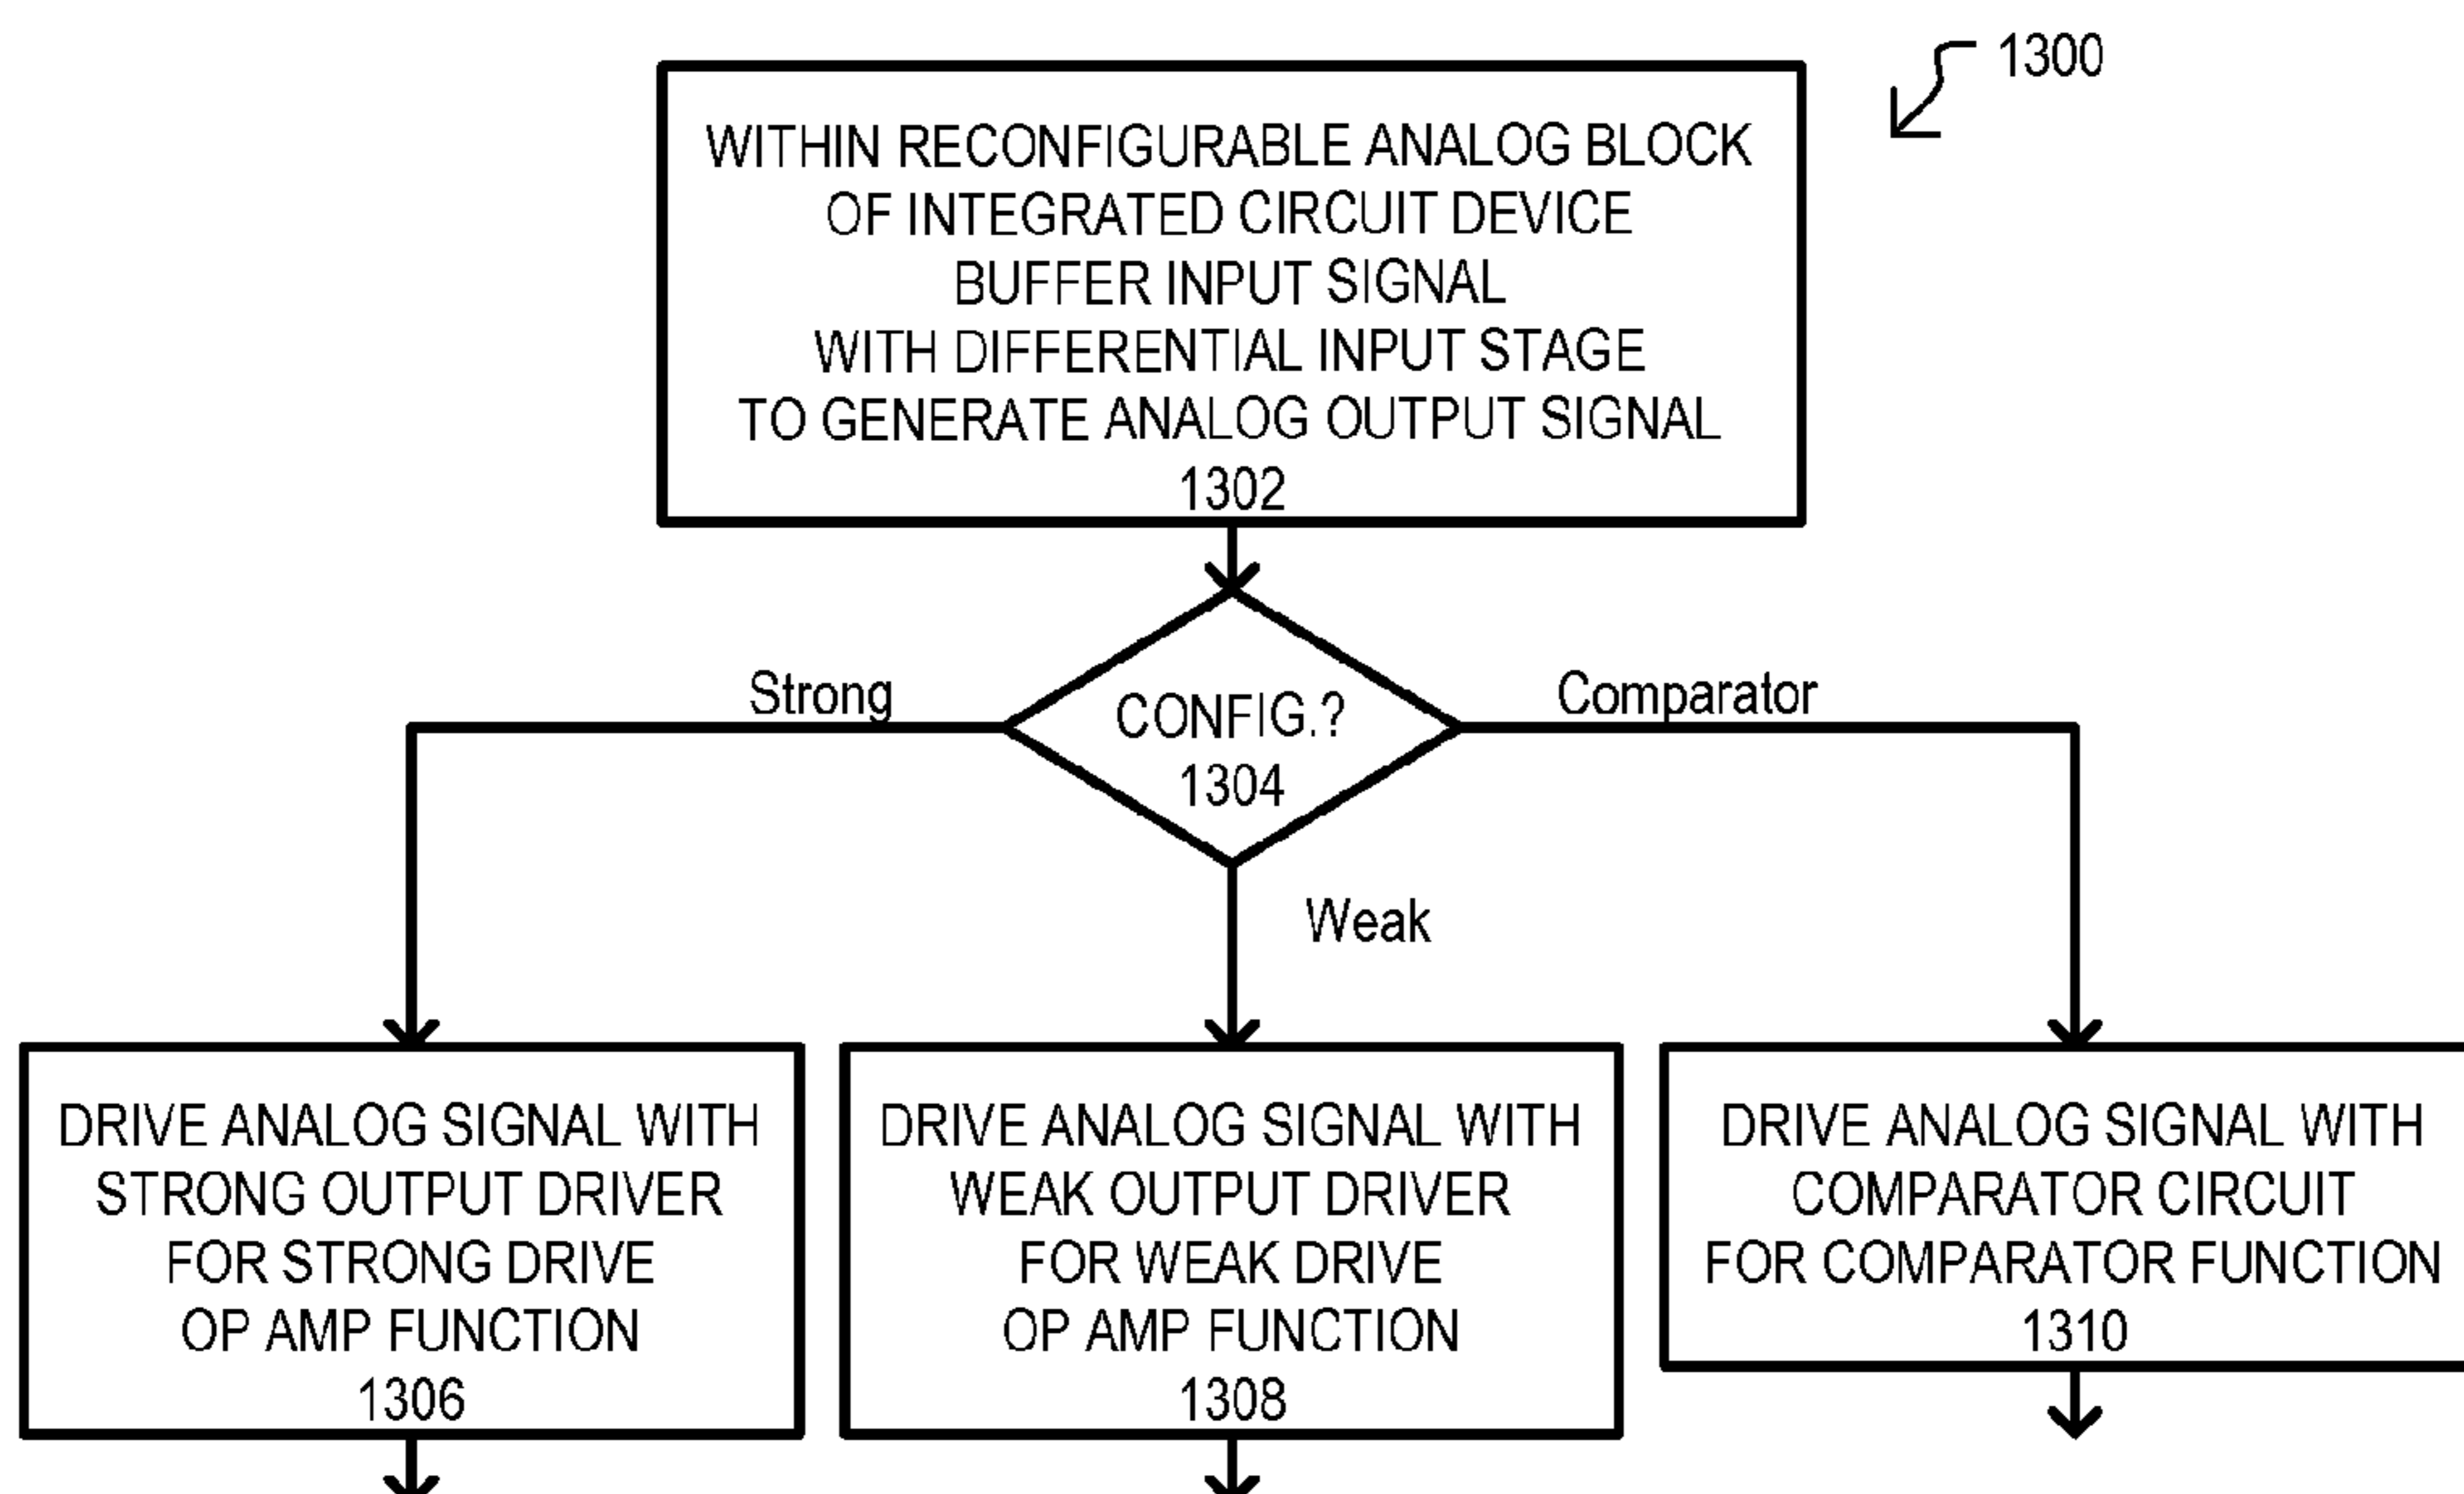 1300
WITHIN RECONFIGURABLE ANALOG BLOCK
OF INTEGRATED CIRCUIT DEVICE
BUFFER INPUT SIGNAL
WITH DIFFERENTIAL INPUT STAGE
TO GENERATE ANALOG OUTPUT SIGNAL
1302
Strong
CONFIG.?
1304
Comparator
Weak
DRIVE ANALOG SIGNAL WITH
STRONG OUTPUT DRIVER
FOR STRONG DRIVE
OP AMP FUNCTION
1306
DRIVE ANALOG SIGNAL WITH
WEAK OUTPUT DRIVER
FOR WEAK DRIVE
OP AMP FUNCTION
1308
DRIVE ANALOG SIGNAL WITH
COMPARATOR CIRCUIT
FOR COMPARATOR FUNCTION
1310